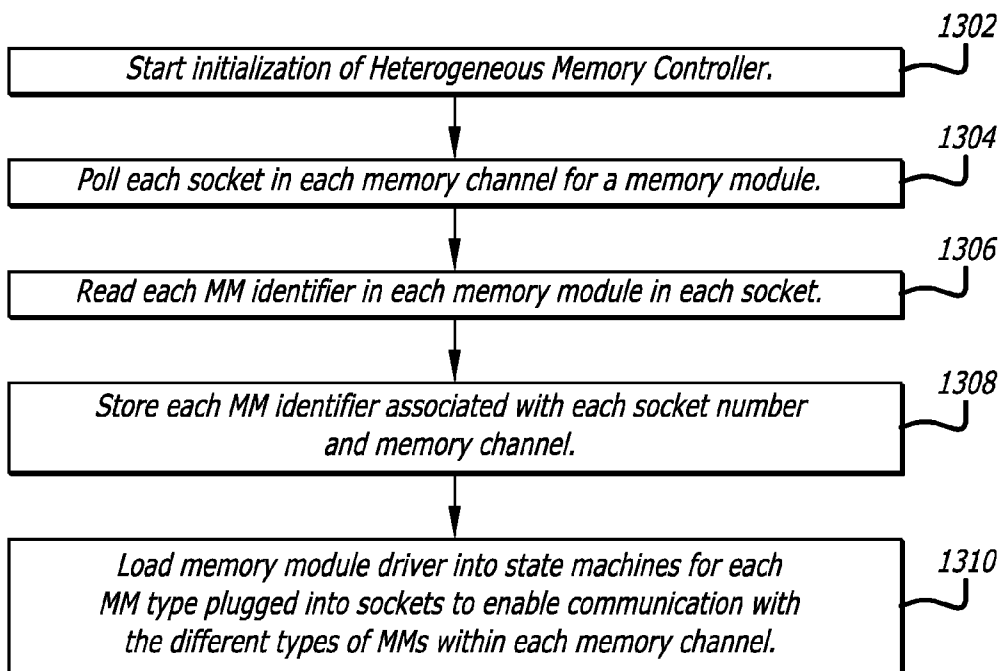 1302
Start initialization of Heterogeneous Memory Controller.
1304
Poll each socket in each memory channel for a memory module.
1306
Read each MM identifier in each memory module in each socket.
1308
Store each MM identifier associated with each socket number
and memory channel.
1310
Load memory module driver into state machines for each
MM type plugged into sockets to enable communication with
the different types of MMs within each memory channel.